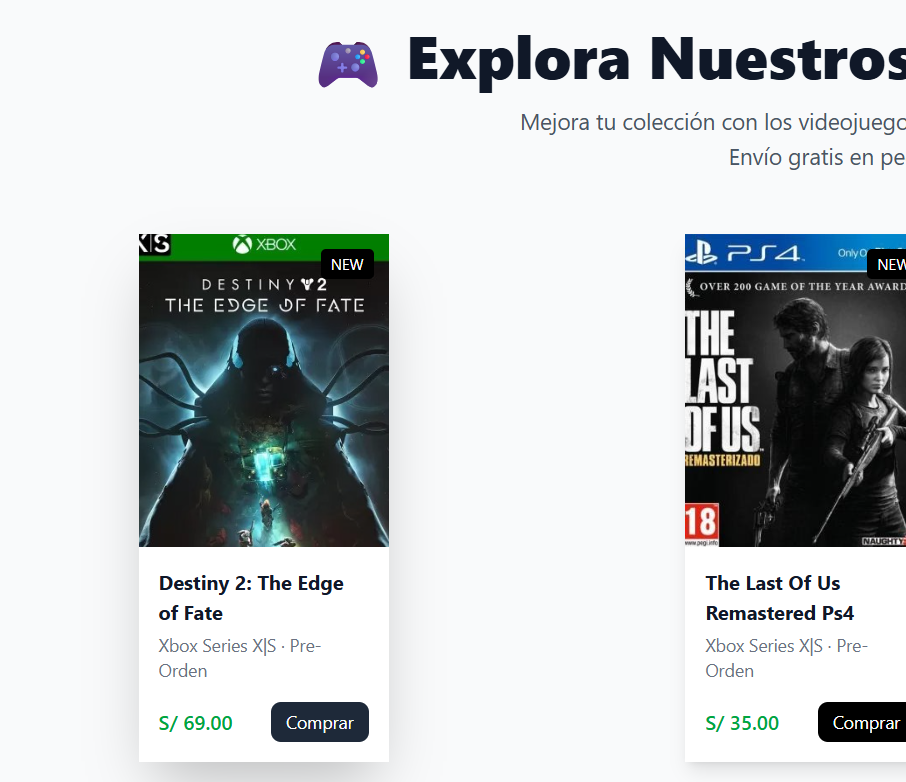 Explora Nuestros
Mejora tu colección con los videojuego
Envío gratis en pe
X|S
XBOX
NEW
DESTINY 2
THE EDGE OF FATE
Destiny 2: The Edge
of Fate
Xbox Series X|S · Pre-
Orden
S/ 69.00
Comprar
PS4
Only O
NEW
OVER 200 GAME OF THE YEAR AWARD
THE
LAST
OF US
REMASTERIZADO
18
www.pegi.info
NAUGHTY
The Last Of Us
Remastered Ps4
Xbox Series X|S · Pre-
Orden
S/ 35.00
Comprar